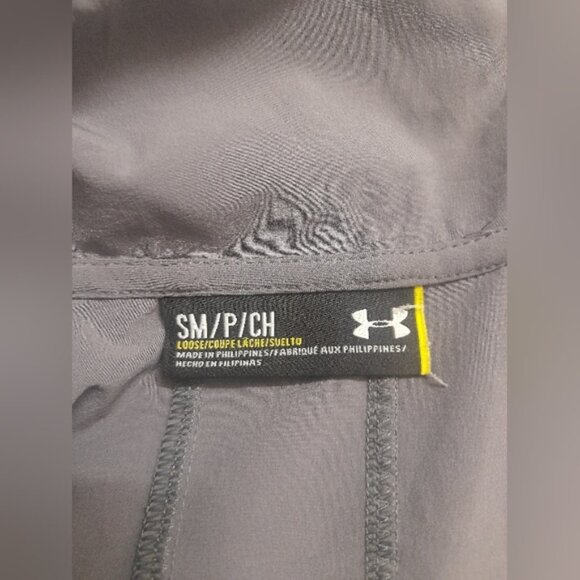 SM/P/CH
LOOSE/COUPE LÂCHE/SUELTO
MADE IN PHILIPPINES/FABRIQUÉ AUX PHILIPPINES/
HECHO EN FILIPINAS